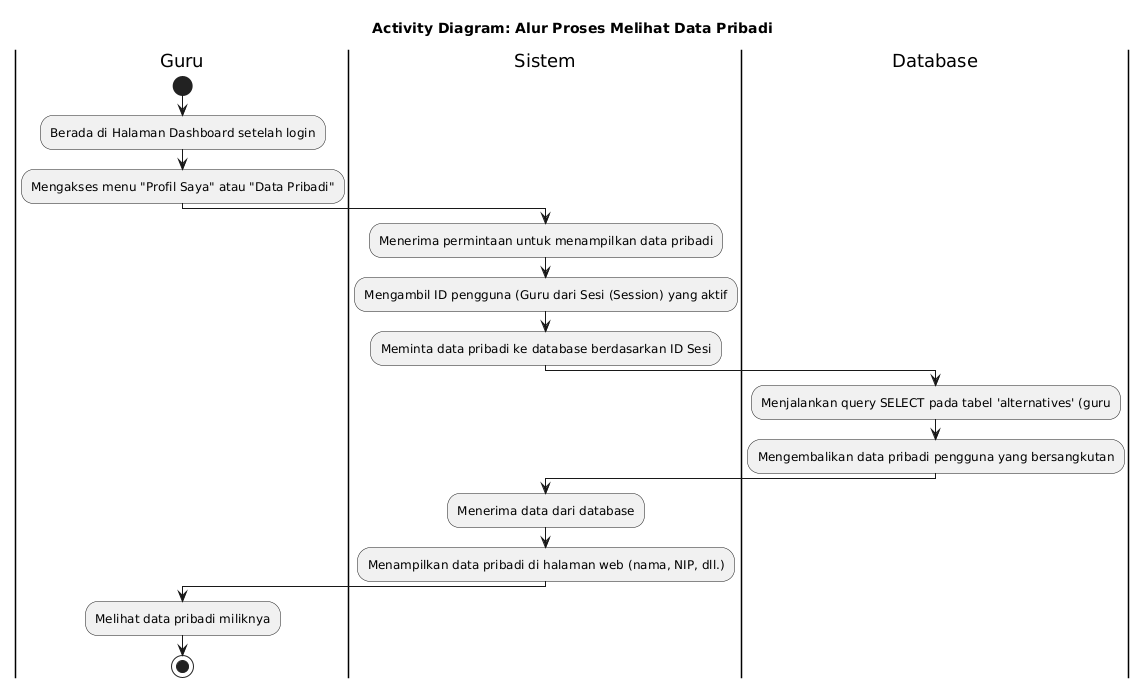 Activity Diagram: Alur Proses Melihat Data Pribadi
Guru
Sistem
Database
Berada di Halaman Dashboard setelah login
Mengakses menu "Profil Saya" atau "Data Pribadi"
Menerima permintaan untuk menampilkan data pribadi
Mengambil ID pengguna (Guru dari Sesi (Session) yang aktif
Meminta data pribadi ke database berdasarkan ID Sesi
Menjalankan query SELECT pada tabel 'alternatives' (guru
Mengembalikan data pribadi pengguna yang bersangkutan
Menerima data dari database
Menampilkan data pribadi di halaman web (nama, NIP, dll.)
Melihat data pribadi miliknya